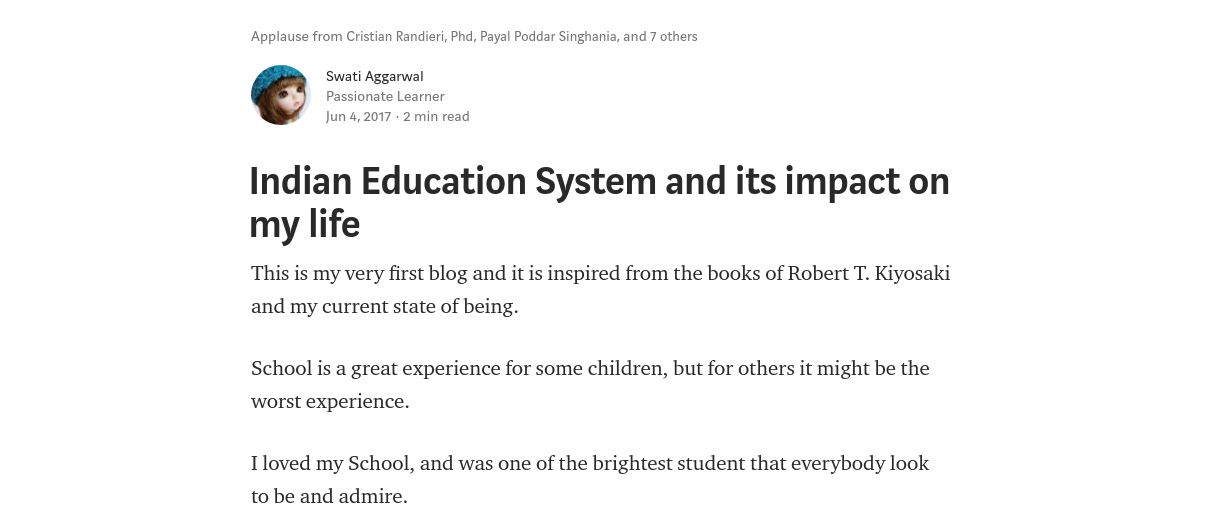 Applause from Cristian Randieri, Phd, Payal Poddar Singhania, and 7 others
Swati Aggarwal
Passionate Learner
Jun 4, 2017 · 2 min read
Indian Education System and its impact on
my life
This is my very first blog and it is inspired from the books of Robert T. Kiyosaki
and my current state of being.
School is a great experience for some children, but for others it might be the
worst experience.
I loved my School, and was one of the brightest student that everybody look
to be and admire.